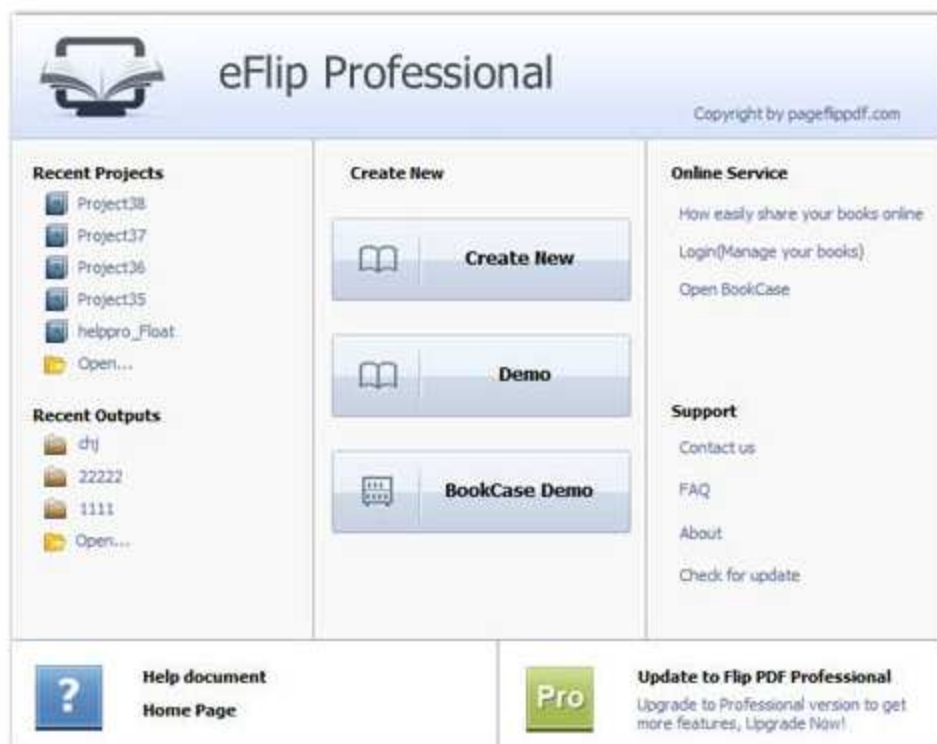 eFlip Professional
Copyright by pageflippdf.com
Recent Projects
Project38
Project37
Project36
Project35
helppro_Float
Open...
Recent Outputs
chj
22222
1111
Open...
Create New
Create New
Demo
BookCase Demo
Online Service
How easily share your books online
Login(Manage your books)
Open BookCase
Support
Contact us
FAQ
About
Check for update
?
Help document
Home Page
Pro
Update to Flip PDF Professional
Upgrade to Professional version to get
more features, Upgrade Now!